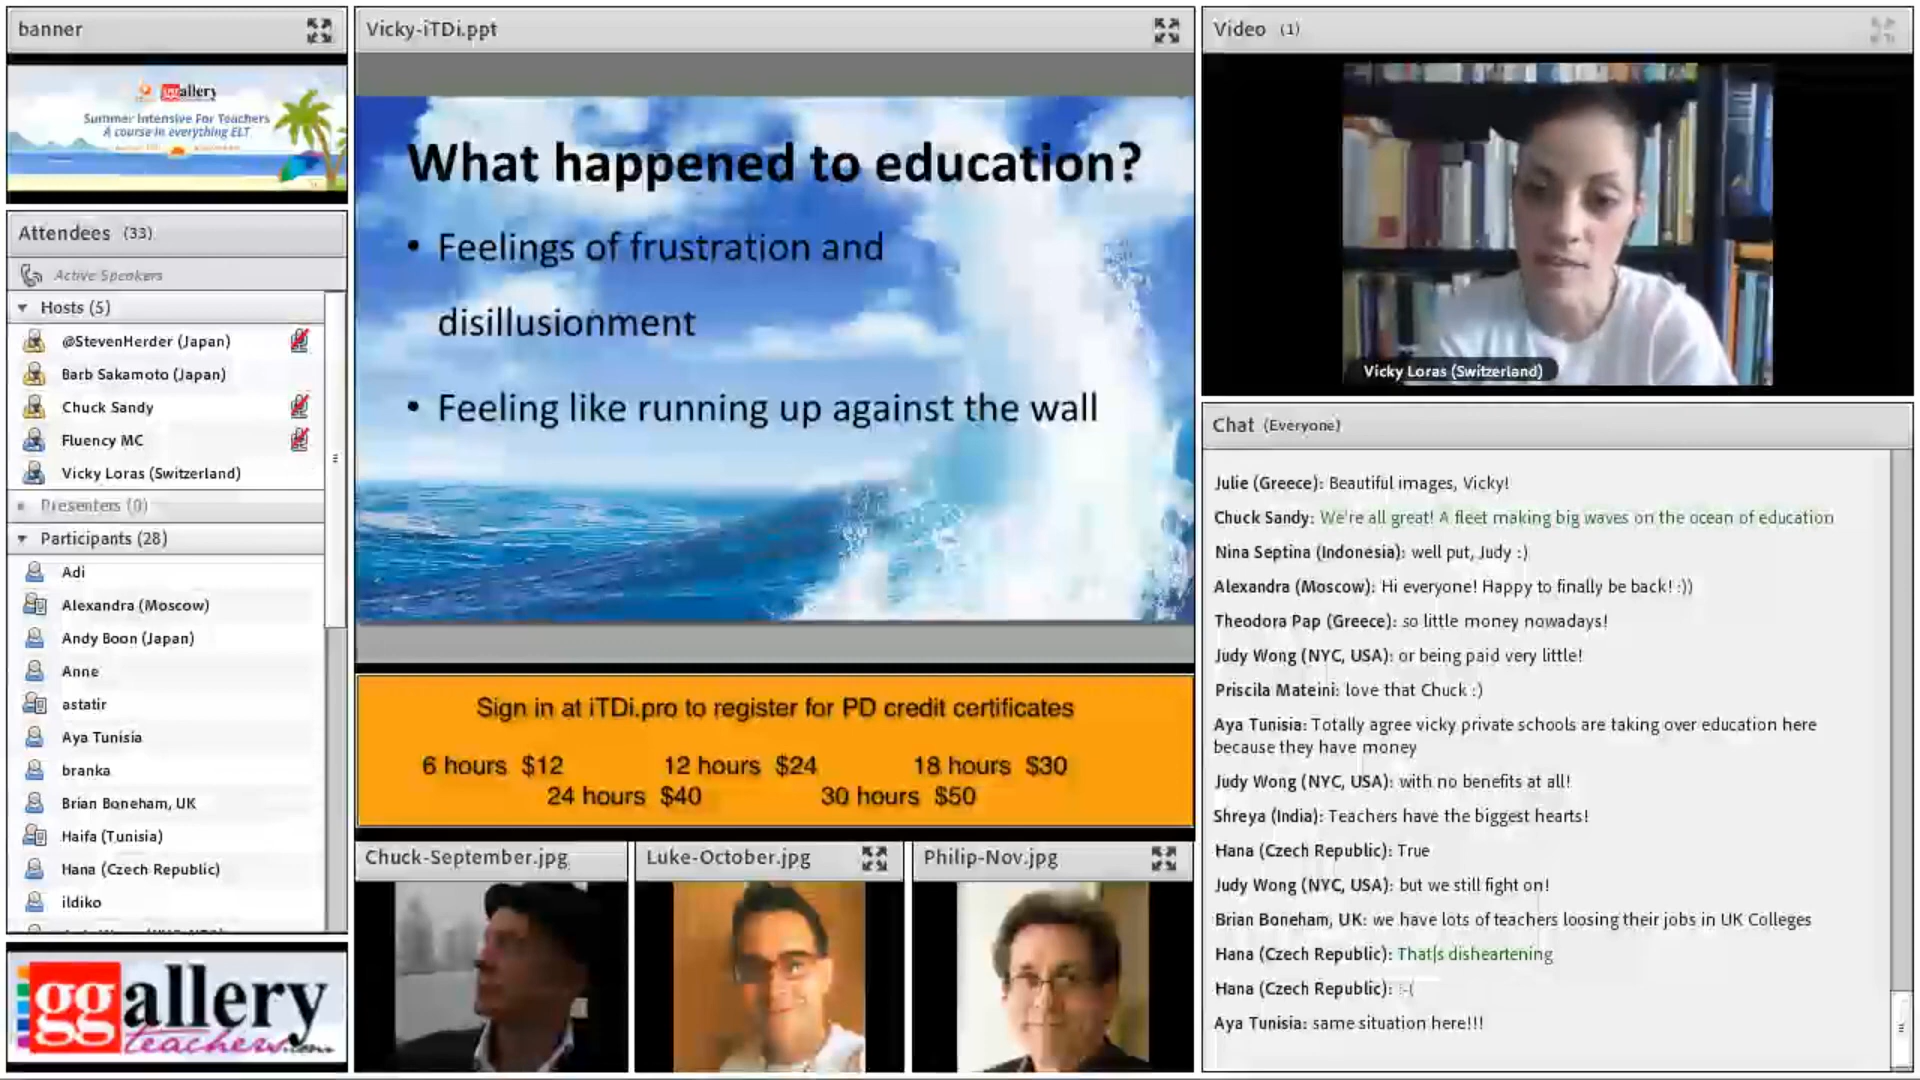 banner
ggallery
Summer Intensive For Teachers
A course in everything ELT
Attendees (33)
Active Speakers
Hosts (5)
@StevenHerder (Japan)
Barb Sakamoto (Japan)
Chuck Sandy
Fluency MC
Vicky Loras (Switzerland)
Presenters (0)
Participants (28)
Adi
Alexandra (Moscow)
Andy Boon (Japan)
Anne
astatir
Aya Tunisia
branka
Brian Boneham, UK
Haifa (Tunisia)
Hana (Czech Republic)
ildiko
ggallery
teachers.com
Vicky-iTDi.ppt
What happened to education?
• Feelings of frustration and
disillusionment
• Feeling like running up against the wall
Sign in at iTDi.pro to register for PD credit certificates
6 hours $12 12 hours $24 18 hours $30
24 hours $40 30 hours $50
Chuck-September.jpg
Luke-October.jpg
Philip-Nov.jpg
Video (1)
Vicky Loras (Switzerland)
Chat (Everyone)
Julie (Greece): Beautiful images, Vicky!
Chuck Sandy: We're all great! A fleet making big waves on the ocean of education
Nina Septina (Indonesia): well put, Judy :)
Alexandra (Moscow): Hi everyone! Happy to finally be back! :))
Theodora Pap (Greece): so little money nowadays!
Judy Wong (NYC, USA): or being paid very little!
Priscila Mateini: love that Chuck :)
Aya Tunisia: Totally agree vicky private schools are taking over education here
because they have money
Judy Wong (NYC, USA): with no benefits at all!
Shreya (India): Teachers have the biggest hearts!
Hana (Czech Republic): True
Judy Wong (NYC, USA): but we still fight on!
Brian Boneham, UK: we have lots of teachers loosing their jobs in UK Colleges
Hana (Czech Republic): That|s disheartening
Hana (Czech Republic): :-(
Aya Tunisia: same situation here!!!